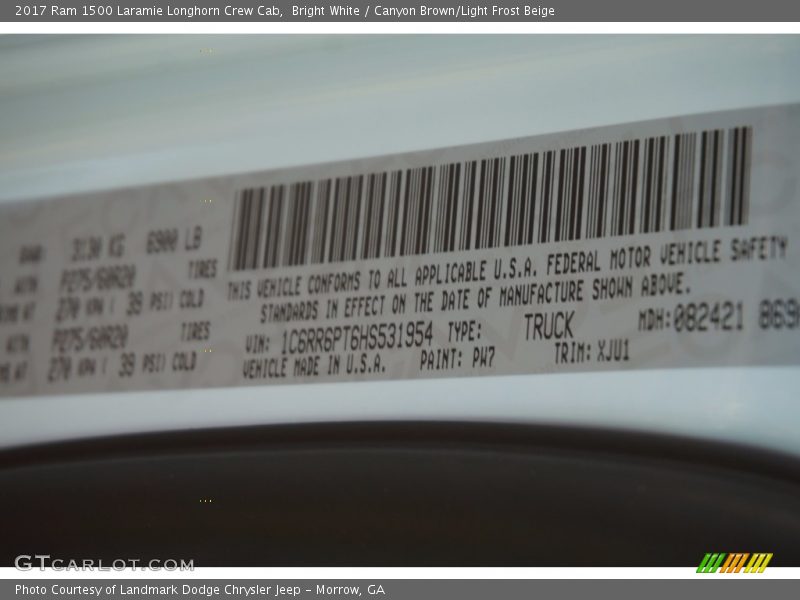 2017 Ram 1500 Laramie Longhorn Crew Cab, Bright White / Canyon Brown/Light Frost Beige
3130 KG 6900 LB
P275/60R20 TIRES
270 KPA ( 39 PSI) COLD
P275/60R20 TIRES
270 KPA ( 39 PSI) COLD
THIS VEHICLE CONFORMS TO ALL APPLICABLE U.S.A. FEDERAL MOTOR VEHICLE SAFETY
STANDARDS IN EFFECT ON THE DATE OF MANUFACTURE SHOWN ABOVE.
VIN: 1C6RR6PT6HS531954 TYPE: TRUCK MDH: 082421 869
VEHICLE MADE IN U.S.A. PAINT: PW7 TRIM: XJU1
GTCARLOT.COM
Photo Courtesy of Landmark Dodge Chrysler Jeep – Morrow, GA